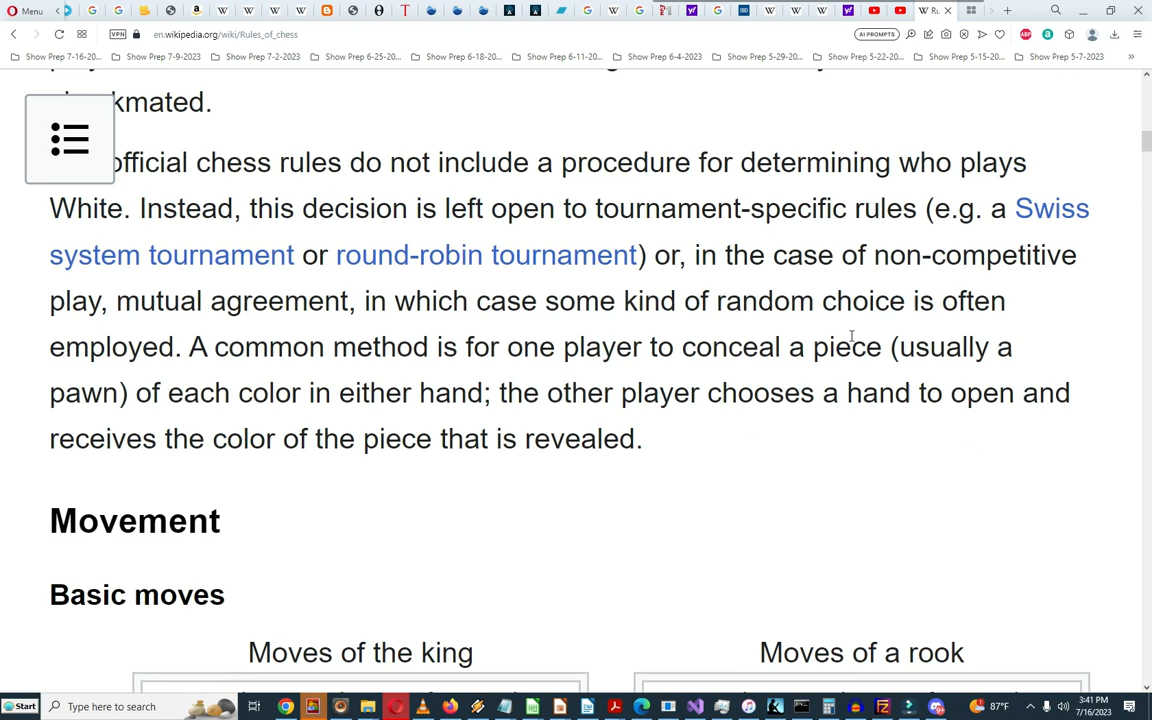 Menu
Ru
en.wikipedia.org/wiki/Rules_of_chess
VPN
AI PROMPTS
ABP
Show Prep 7-16-20...
Show Prep 7-9-2023
Show Prep 7-2-2023
Show Prep 6-25-20...
Show Prep 6-18-20...
Show Prep 6-11-20...
Show Prep 6-4-2023
Show Prep 5-29-20...
Show Prep 5-22-20...
Show Prep 5-15-20...
Show Prep 5-7-2023
kmated.
official chess rules do not include a procedure for determining who plays
White. Instead, this decision is left open to tournament-specific rules (e.g. a Swiss
system tournament or round-robin tournament) or, in the case of non-competitive
play, mutual agreement, in which case some kind of random choice is often
employed. A common method is for one player to conceal a piece (usually a
pawn) of each color in either hand; the other player chooses a hand to open and
receives the color of the piece that is revealed.
Movement
Basic moves
Moves of the king
Moves of a rook
Start
Type here to search
87°F
3:41 PM
7/16/2023